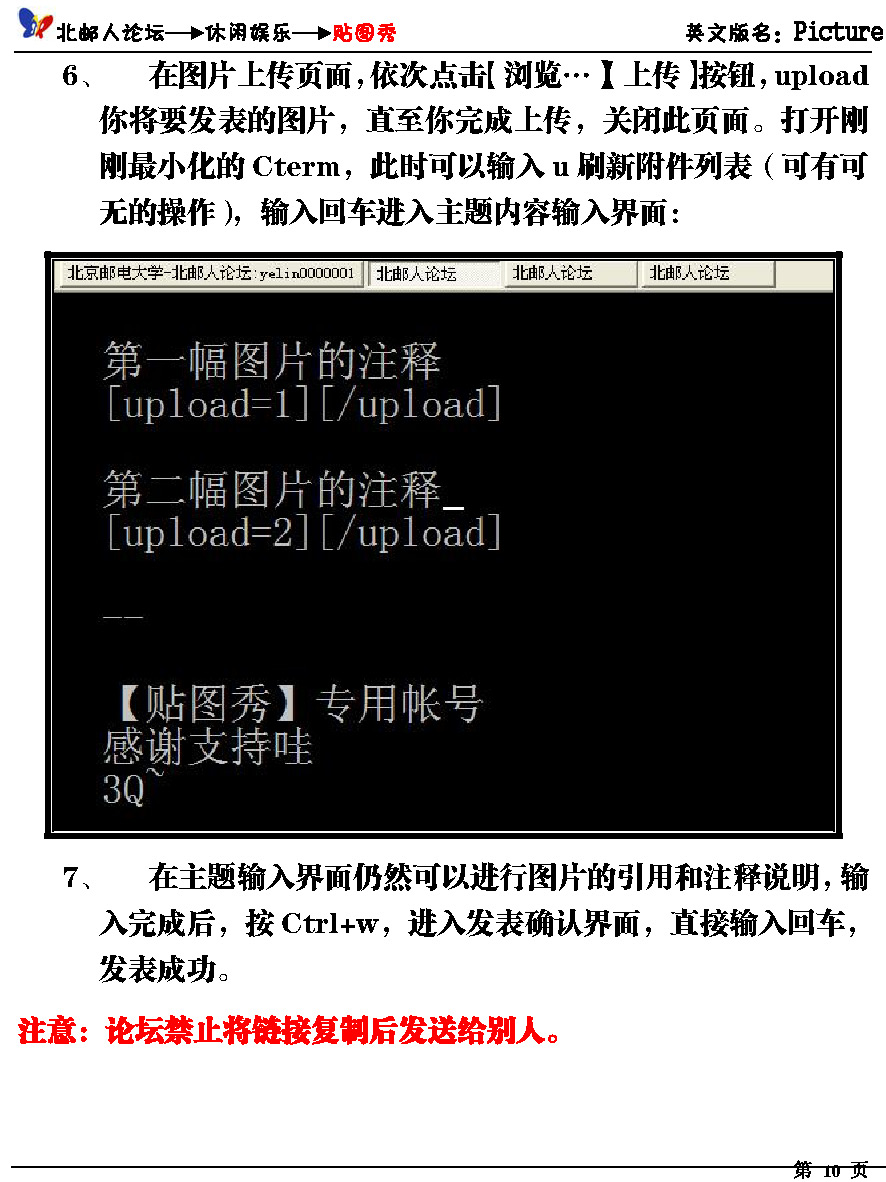 北邮人论坛—→休闲娱乐—→贴图秀 英文版名：Picture
6、 在图片上传页面，依次点击【 浏览… 】【 上传 】按钮，upload
你将要发表的图片，直至你完成上传，关闭此页面。打开刚
刚最小化的 Cterm，此时可以输入 u 刷新附件列表（可有可
无的操作），输入回车进入主题内容输入界面：
北京邮电大学-北邮人论坛:yelin0000001 北邮人论坛 北邮人论坛 北邮人论坛
第一幅图片的注释
[upload=1][/upload]
第二幅图片的注释_
[upload=2][/upload]
--
【贴图秀】专用帐号
感谢支持哇
3Q~
7、 在主题输入界面仍然可以进行图片的引用和注释说明，输
入完成后，按 Ctrl+w，进入发表确认界面，直接输入回车，
发表成功。
注意：论坛禁止将链接复制后发送给别人。
第 10 页